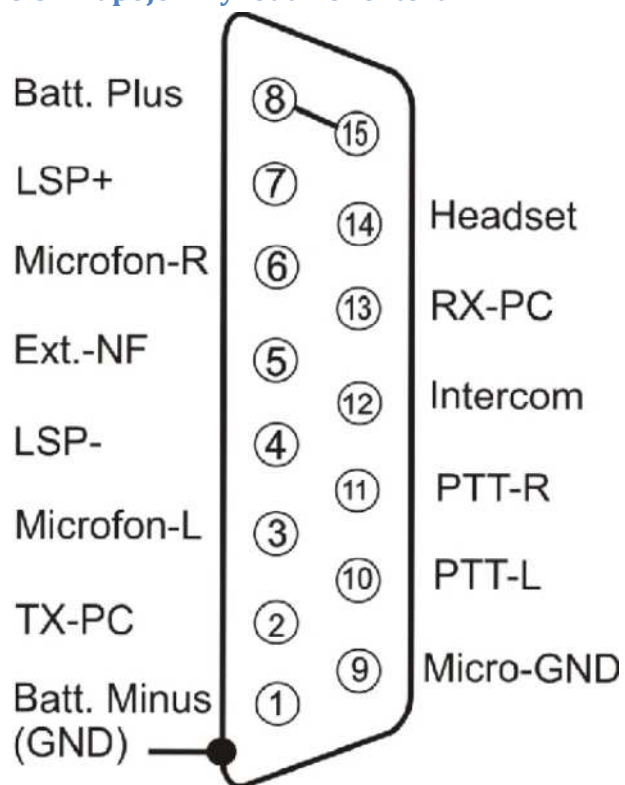 Batt. Plus
8
15
LSP+
7
14
Headset
Microfon-R
6
13
RX-PC
Ext.-NF
5
12
Intercom
LSP-
4
11
PTT-R
Microfon-L
3
10
PTT-L
TX-PC
2
9
Micro-GND
Batt. Minus
(GND)
1